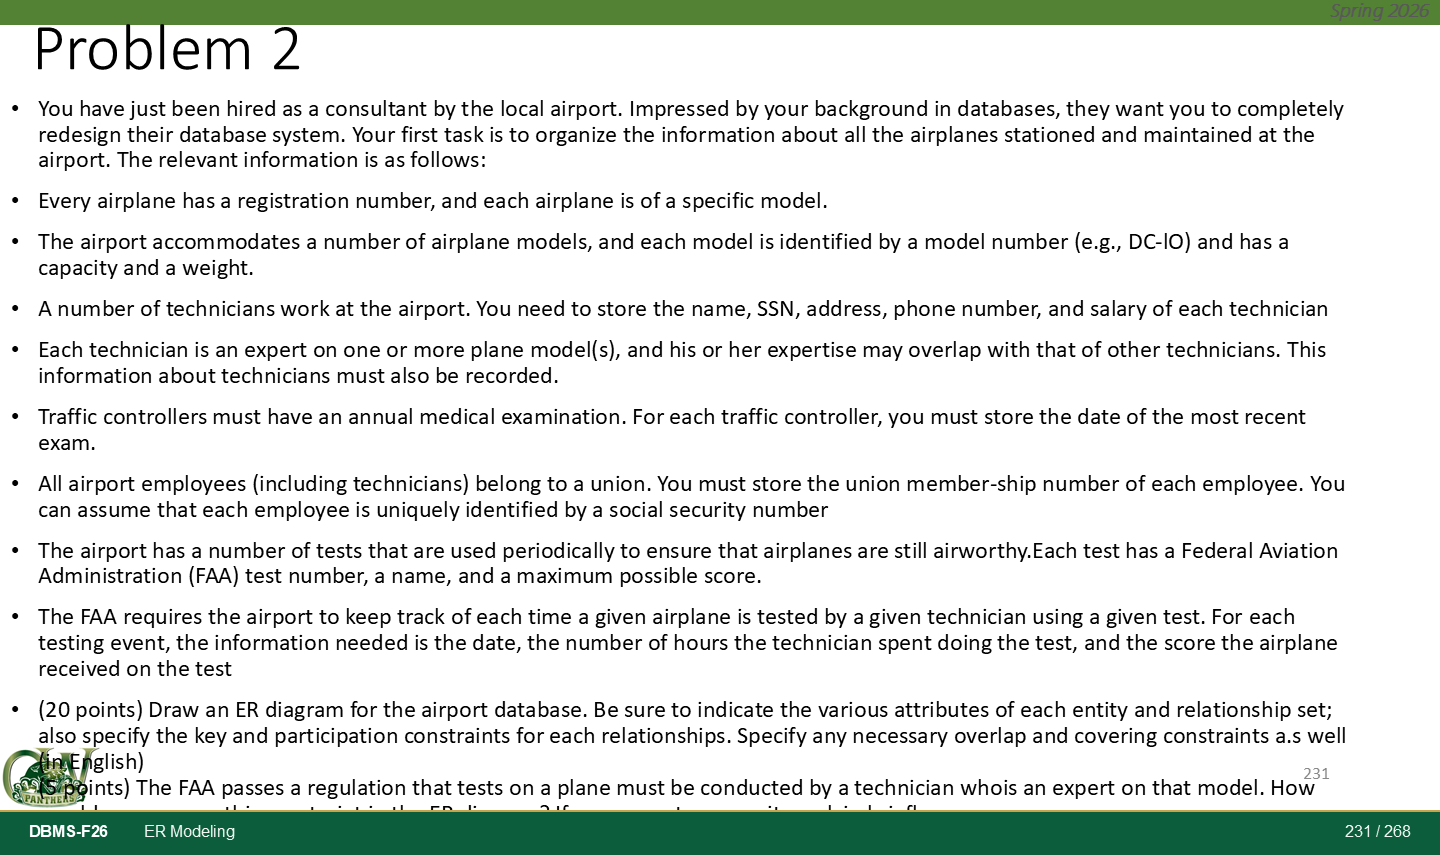 Spring 2026
Problem 2
• You have just been hired as a consultant by the local airport. Impressed by your background in databases, they want you to completely
redesign their database system. Your first task is to organize the information about all the airplanes stationed and maintained at the
airport. The relevant information is as follows:
• Every airplane has a registration number, and each airplane is of a specific model.
• The airport accommodates a number of airplane models, and each model is identified by a model number (e.g., DC-lO) and has a
capacity and a weight.
• A number of technicians work at the airport. You need to store the name, SSN, address, phone number, and salary of each technician
• Each technician is an expert on one or more plane model(s), and his or her expertise may overlap with that of other technicians. This
information about technicians must also be recorded.
• Traffic controllers must have an annual medical examination. For each traffic controller, you must store the date of the most recent
exam.
• All airport employees (including technicians) belong to a union. You must store the union member-ship number of each employee. You
can assume that each employee is uniquely identified by a social security number
• The airport has a number of tests that are used periodically to ensure that airplanes are still airworthy.Each test has a Federal Aviation
Administration (FAA) test number, a name, and a maximum possible score.
• The FAA requires the airport to keep track of each time a given airplane is tested by a given technician using a given test. For each
testing event, the information needed is the date, the number of hours the technician spent doing the test, and the score the airplane
received on the test
• (20 points) Draw an ER diagram for the airport database. Be sure to indicate the various attributes of each entity and relationship set;
also specify the key and participation constraints for each relationships. Specify any necessary overlap and covering constraints a.s well
(in English)
(5 points) The FAA passes a regulation that tests on a plane must be conducted by a technician whois an expert on that model. How
231
PANTHERS
DBMS-F26 ER Modeling 231 / 268